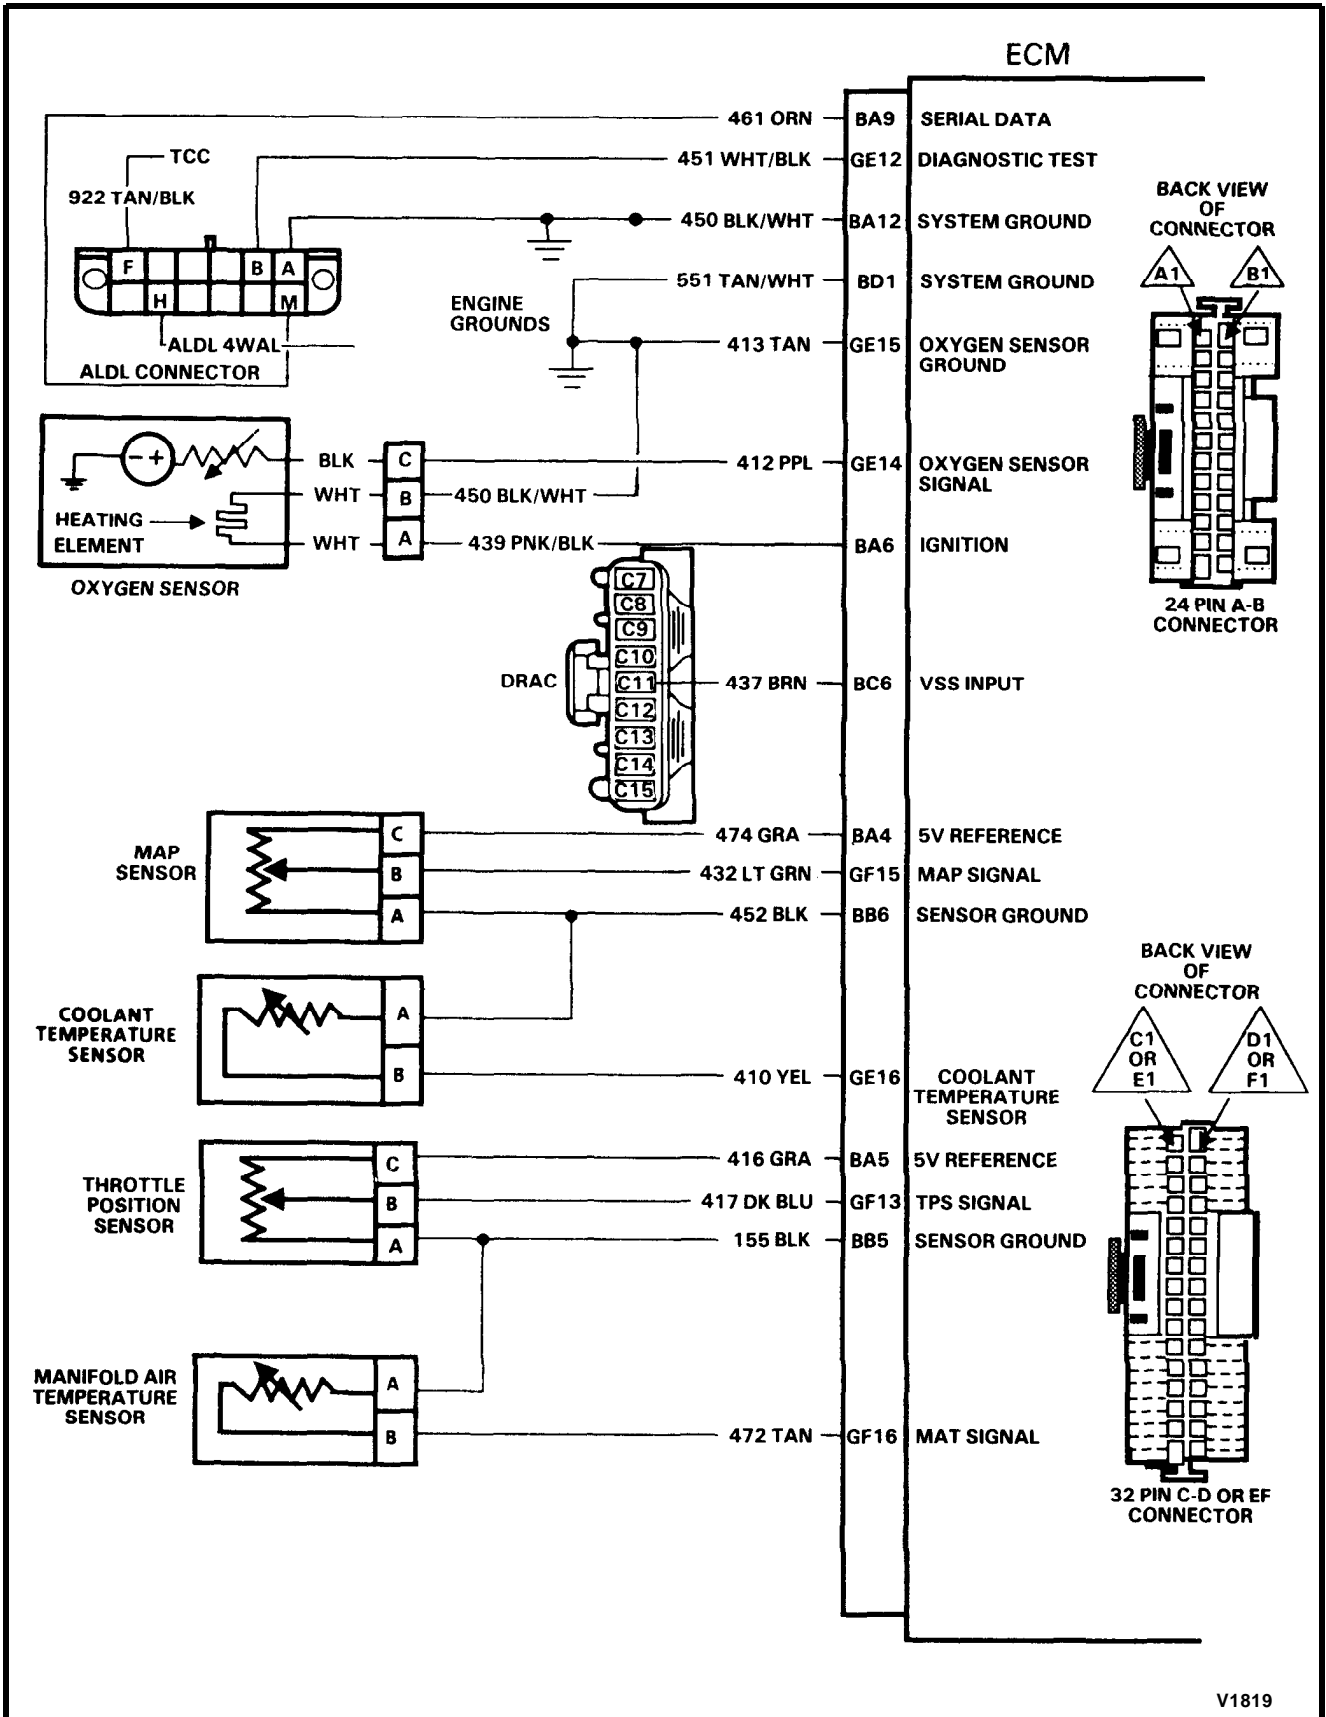 ECM
461 ORN BA9 SERIAL DATA
TCC
451 WHT/BLK GE12 DIAGNOSTIC TEST
922 TAN/BLK
450 BLK/WHT BA12 SYSTEM GROUND
BACK VIEW
OF
CONNECTOR
A1 B1
F B A
H M
551 TAN/WHT BD1 SYSTEM GROUND
ENGINE
GROUNDS
413 TAN GE15 OXYGEN SENSOR
GROUND
ALDL 4WAL
ALDL CONNECTOR
BLK C 412 PPL GE14 OXYGEN SENSOR
SIGNAL
- +
WHT B 450 BLK/WHT
HEATING
ELEMENT
WHT A 439 PNK/BLK BA6 IGNITION
OXYGEN SENSOR
24 PIN A-B
CONNECTOR
C7
C8
C9
C10
DRAC C11 437 BRN BC6 VSS INPUT
C12
C13
C14
C15
MAP
SENSOR
C 474 GRA BA4 5V REFERENCE
B 432 LT GRN GF15 MAP SIGNAL
A 452 BLK BB6 SENSOR GROUND
BACK VIEW
OF
CONNECTOR
C1
OR
E1
D1
OR
F1
COOLANT
TEMPERATURE
SENSOR
A
B 410 YEL GE16 COOLANT
TEMPERATURE
SENSOR
THROTTLE
POSITION
SENSOR
C 416 GRA BA5 5V REFERENCE
B 417 DK BLU GF13 TPS SIGNAL
A 155 BLK BB5 SENSOR GROUND
MANIFOLD AIR
TEMPERATURE
SENSOR
A
B 472 TAN GF16 MAT SIGNAL
32 PIN C-D OR EF
CONNECTOR
V1819